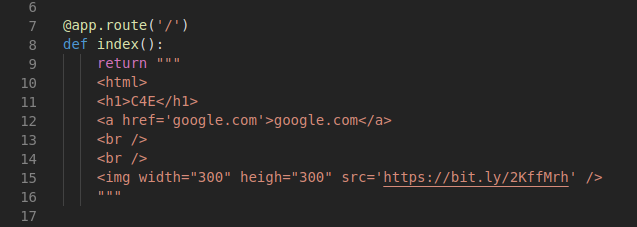 6
7 @app.route('/')
8 def index():
9 return """
10 <html>
11 <h1>C4E</h1>
12 <a href='google.com'>google.com</a>
13 <br />
14 <br />
15 <img width="300" heigh="300" src='https://bit.ly/2KffMrh' />
16 """
17